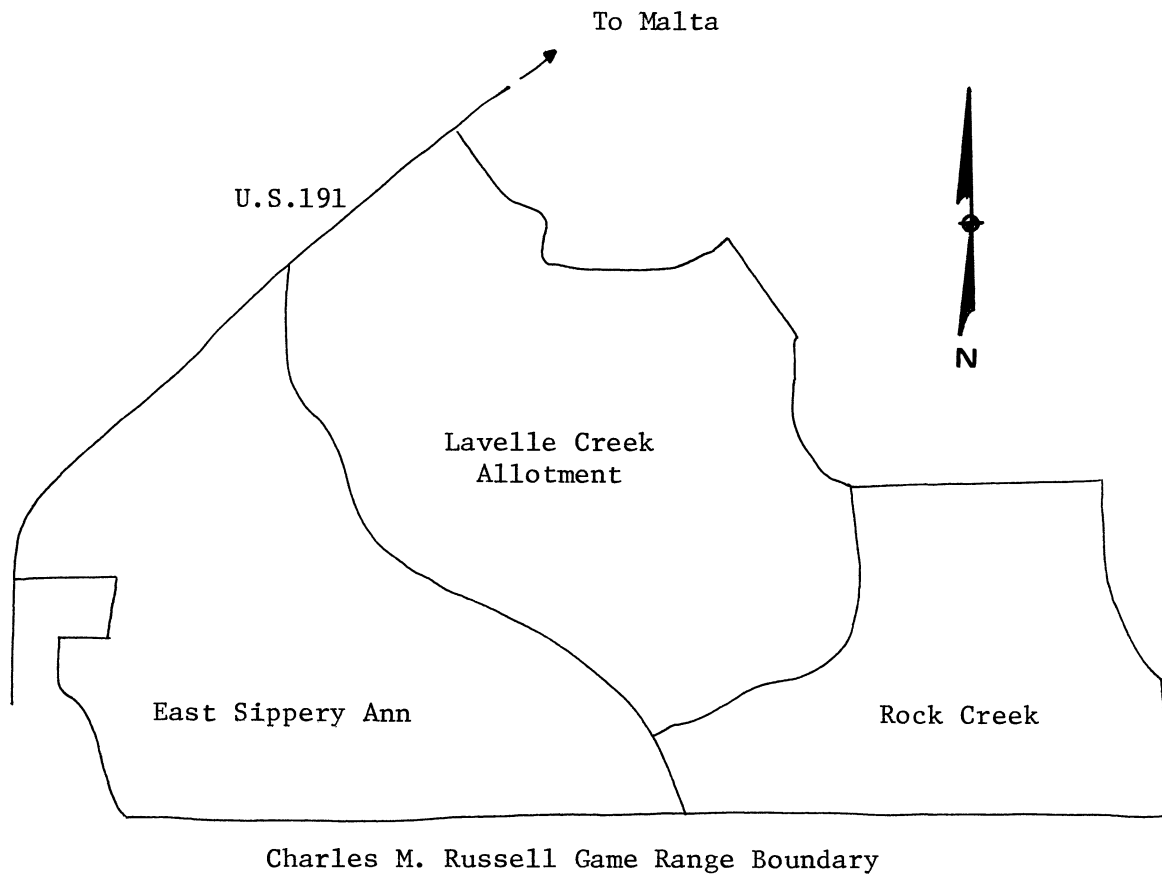 To Malta
U.S.191
N
Lavelle Creek
Allotment
East Sippery Ann
Rock Creek
Charles M. Russell Game Range Boundary